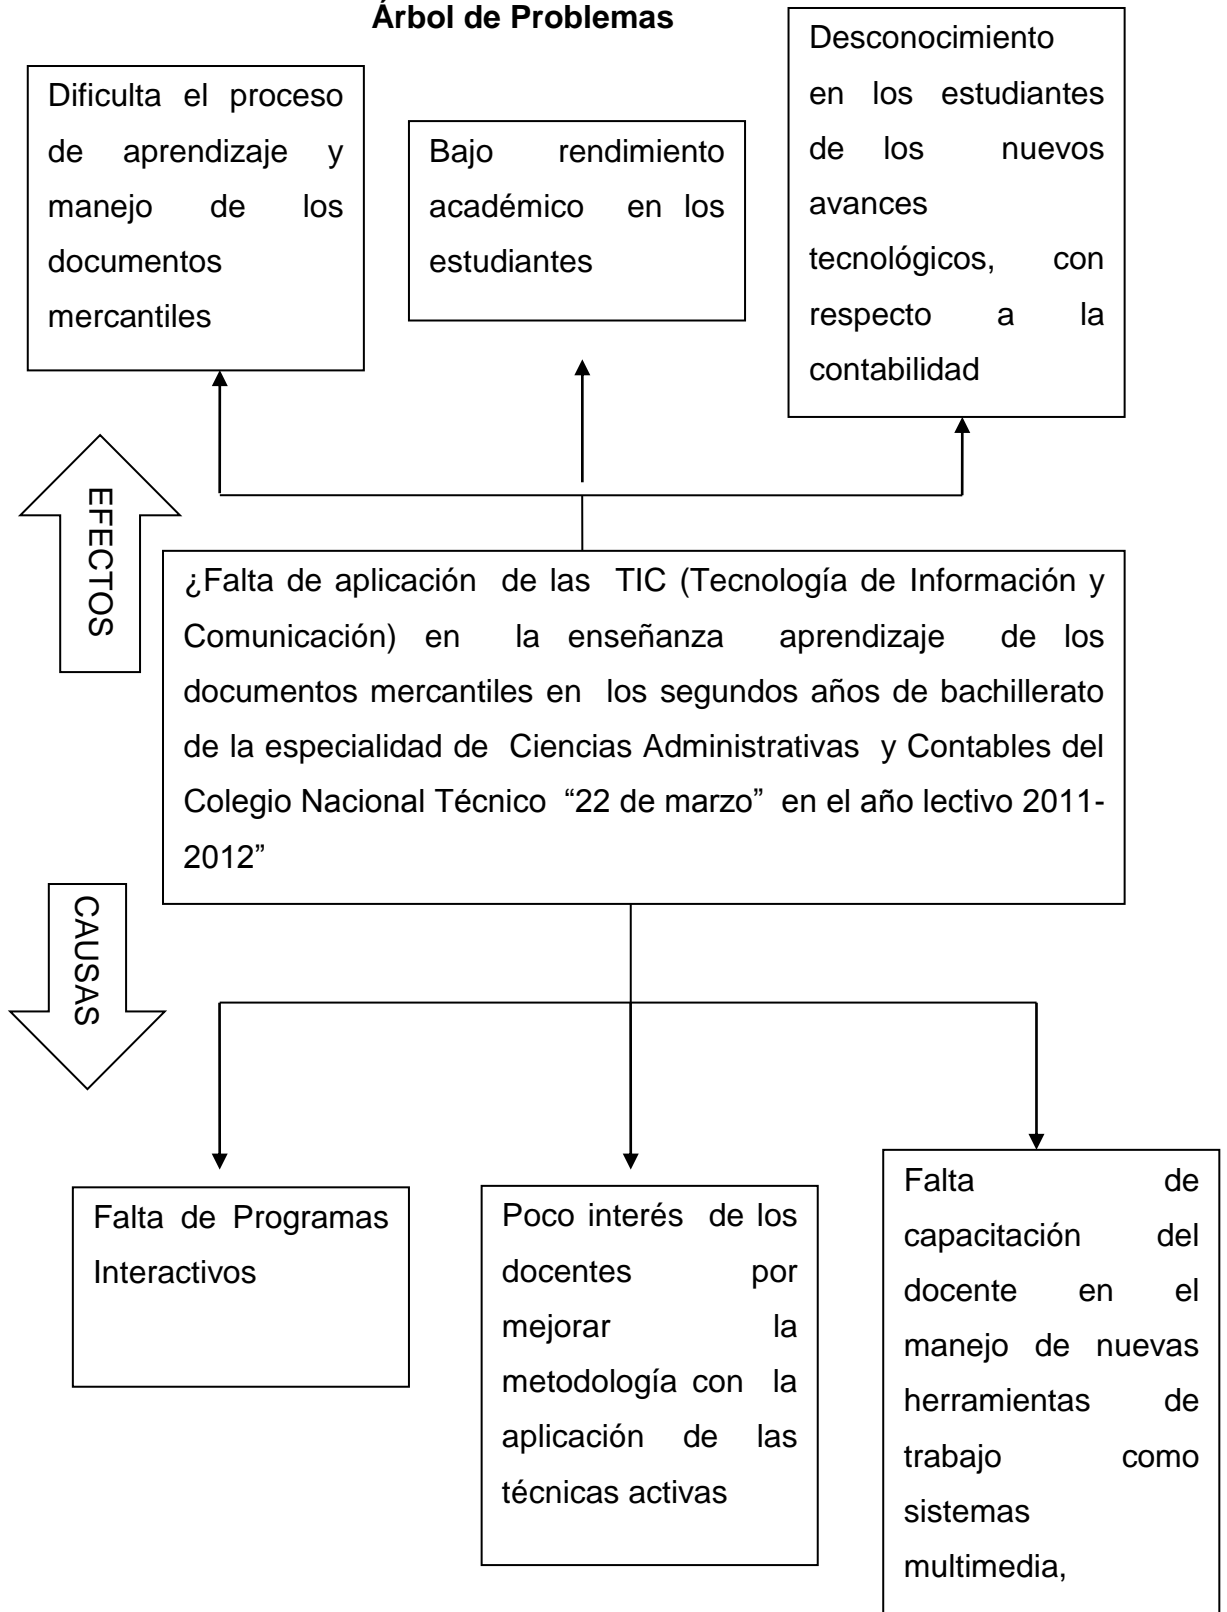 Árbol de Problemas
Dificulta el proceso
de aprendizaje y
manejo de los
documentos
mercantiles
Bajo rendimiento
académico en los
estudiantes
Desconocimiento
en los estudiantes
de los nuevos
avances
tecnológicos, con
respecto a la
contabilidad
EFECTOS
¿Falta de aplicación de las TIC (Tecnología de Información y
Comunicación) en la enseñanza aprendizaje de los
documentos mercantiles en los segundos años de bachillerato
de la especialidad de Ciencias Administrativas y Contables del
Colegio Nacional Técnico “22 de marzo” en el año lectivo 2011-
2012”
CAUSAS
Falta de Programas
Interactivos
Poco interés de los
docentes por
mejorar la
metodología con la
aplicación de las
técnicas activas
Falta de
capacitación del
docente en el
manejo de nuevas
herramientas de
trabajo como
sistemas
multimedia,